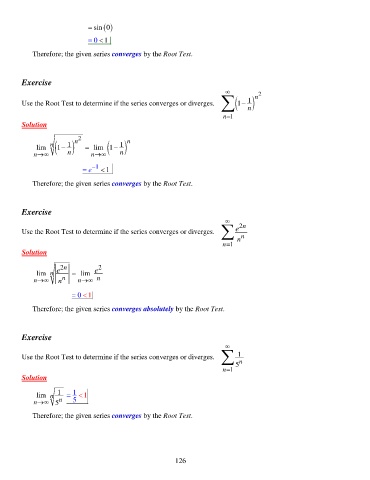 = sin(0)
= 0 < 1
Therefore; the given series converges by the Root Test.
Exercise
Use the Root Test to determine if the series converges or diverges. \sum_{n=1}^{\infty} \left(1-\frac{1}{n}\right)^{n^2}
Solution
\lim_{n\to\infty} \sqrt[n]{\left(1-\frac{1}{n}\right)^{n^2}} = \lim_{n\to\infty} \left(1-\frac{1}{n}\right)^n
= e^{-1} < 1
Therefore; the given series converges by the Root Test.
Exercise
Use the Root Test to determine if the series converges or diverges. \sum_{n=1}^{\infty} \frac{e^{2n}}{n^n}
Solution
\lim_{n\to\infty} \sqrt[n]{\left|\frac{e^{2n}}{n^n}\right|} = \lim_{n\to\infty} \frac{e^2}{n}
= 0 < 1
Therefore; the given series converges absolutely by the Root Test.
Exercise
Use the Root Test to determine if the series converges or diverges. \sum_{n=1}^{\infty} \frac{1}{5^n}
Solution
\lim_{n\to\infty} \sqrt[n]{\frac{1}{5^n}} = \frac{1}{5} < 1
Therefore; the given series converges by the Root Test.
126